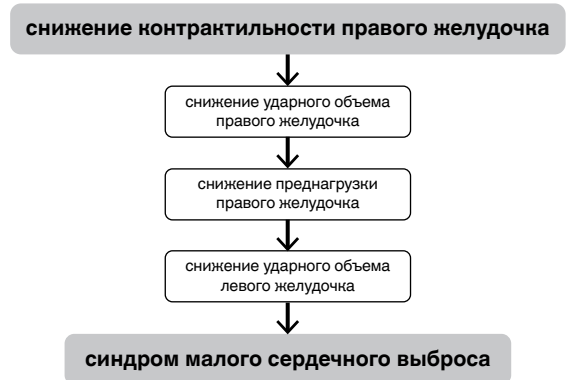 снижение контрактильности правого желудочка
снижение ударного объема
правого желудочка
снижение преднагрузки
правого желудочка
снижение ударного объема
левого желудочка
синдром малого сердечного выброса